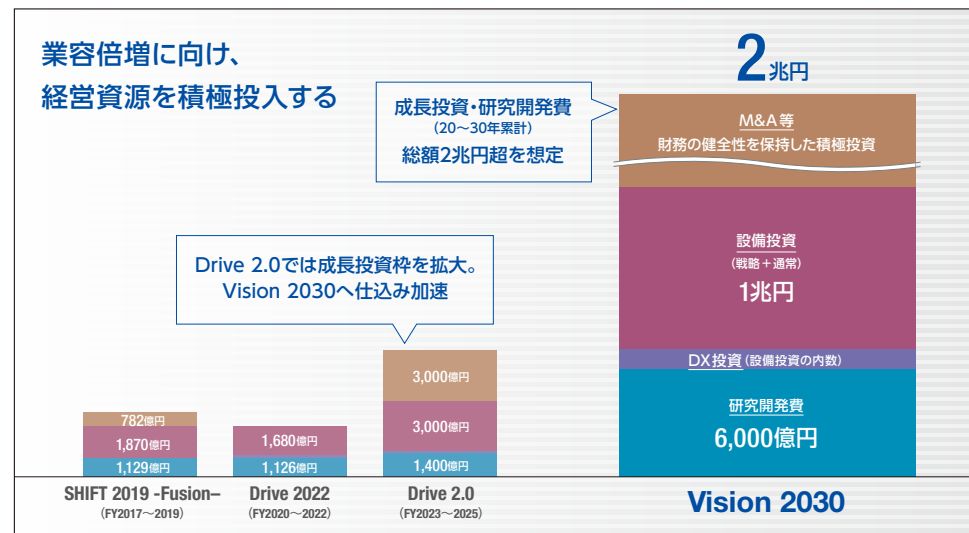 業容倍増に向け、
経営資源を積極投入する
2兆円
成長投資・研究開発費
（20～30年累計）
総額2兆円超を想定
M&A等
財務の健全性を保持した積極投資
設備投資
（戦略＋通常）
1兆円
DX投資（設備投資の内数）
研究開発費
6,000億円
Drive 2.0では成長投資枠を拡大。
Vision 2030へ仕込み加速
782億円
1,870億円
1,129億円
1,680億円
1,126億円
3,000億円
3,000億円
1,400億円
SHIFT 2019 -Fusion–
（FY2017～2019）
Drive 2022
（FY2020～2022）
Drive 2.0
（FY2023～2025）
Vision 2030